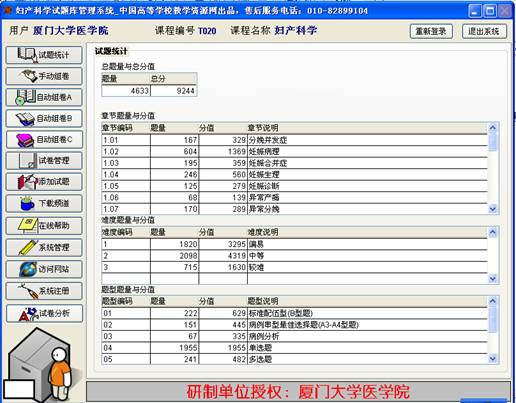 妇产科学试题库管理系统_中国高等学校教学资源网出品，售后服务电话：010-82899104
用户 厦门大学医学院 课程编号 T020 课程名称 妇产科学 重新登录 退出系统
试题统计
手动组卷
自动组卷A
自动组卷B
自动组卷C
试卷管理
添加试题
下载频道
在线帮助
系统管理
访问网站
系统注册
试卷分析
试题统计
总题量与总分值
题量 总分
4633 9244
章节题量与分值
章节编码 题量 分值 章节说明
1.01 167 329 分娩并发症
1.02 604 1369 妊娠病理
1.03 195 359 妊娠合并症
1.04 246 560 妊娠生理
1.05 125 279 妊娠诊断
1.06 68 139 异常产褥
1.07 170 289 异常分娩
难度题量与分值
难度编码 题量 分值 难度说明
1 1820 3295 偏易
2 2098 4319 中等
3 715 1630 较难
题型题量与分值
题型编码 题量 分值 题型说明
01 222 629 标准配伍型(B型题)
02 151 445 病例串型最佳选择题(A3-A4型题)
03 67 335 病例分析
04 1955 1955 单选题
05 241 482 多选题
研制单位授权：厦门大学医学院